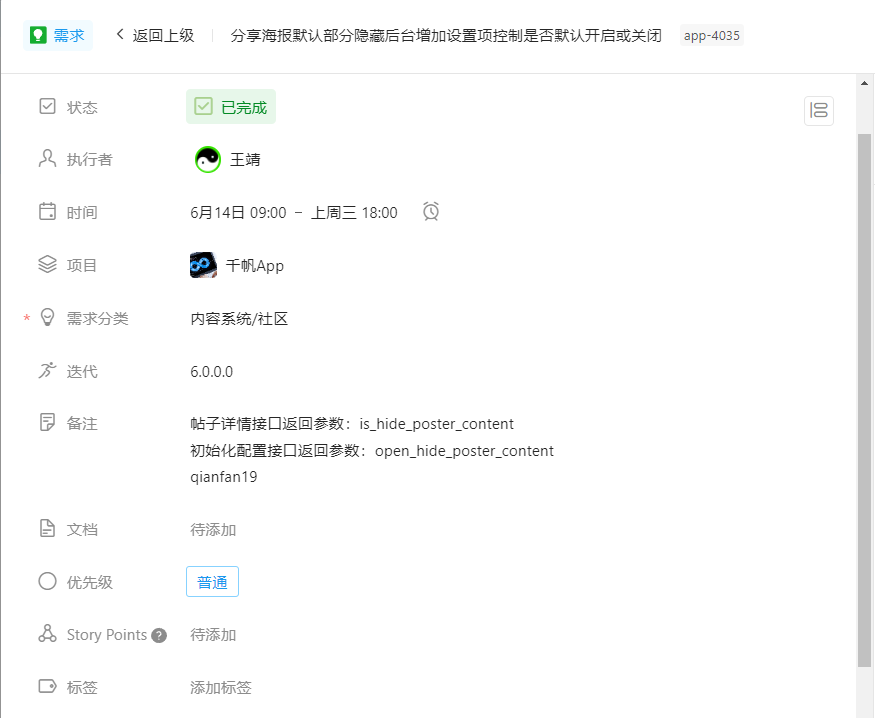 需求 返回上级 分享海报默认部分隐藏后台增加设置项控制是否默认开启或关闭 app-4035
状态 已完成
执行者 王靖
时间 6月14日 09:00 – 上周三 18:00
项目 千帆App
* 需求分类 内容系统/社区
迭代 6.0.0.0
备注 帖子详情接口返回参数：is_hide_poster_content
初始化配置接口返回参数：open_hide_poster_content
qianfan19
文档 待添加
优先级 普通
Story Points ? 待添加
标签 添加标签